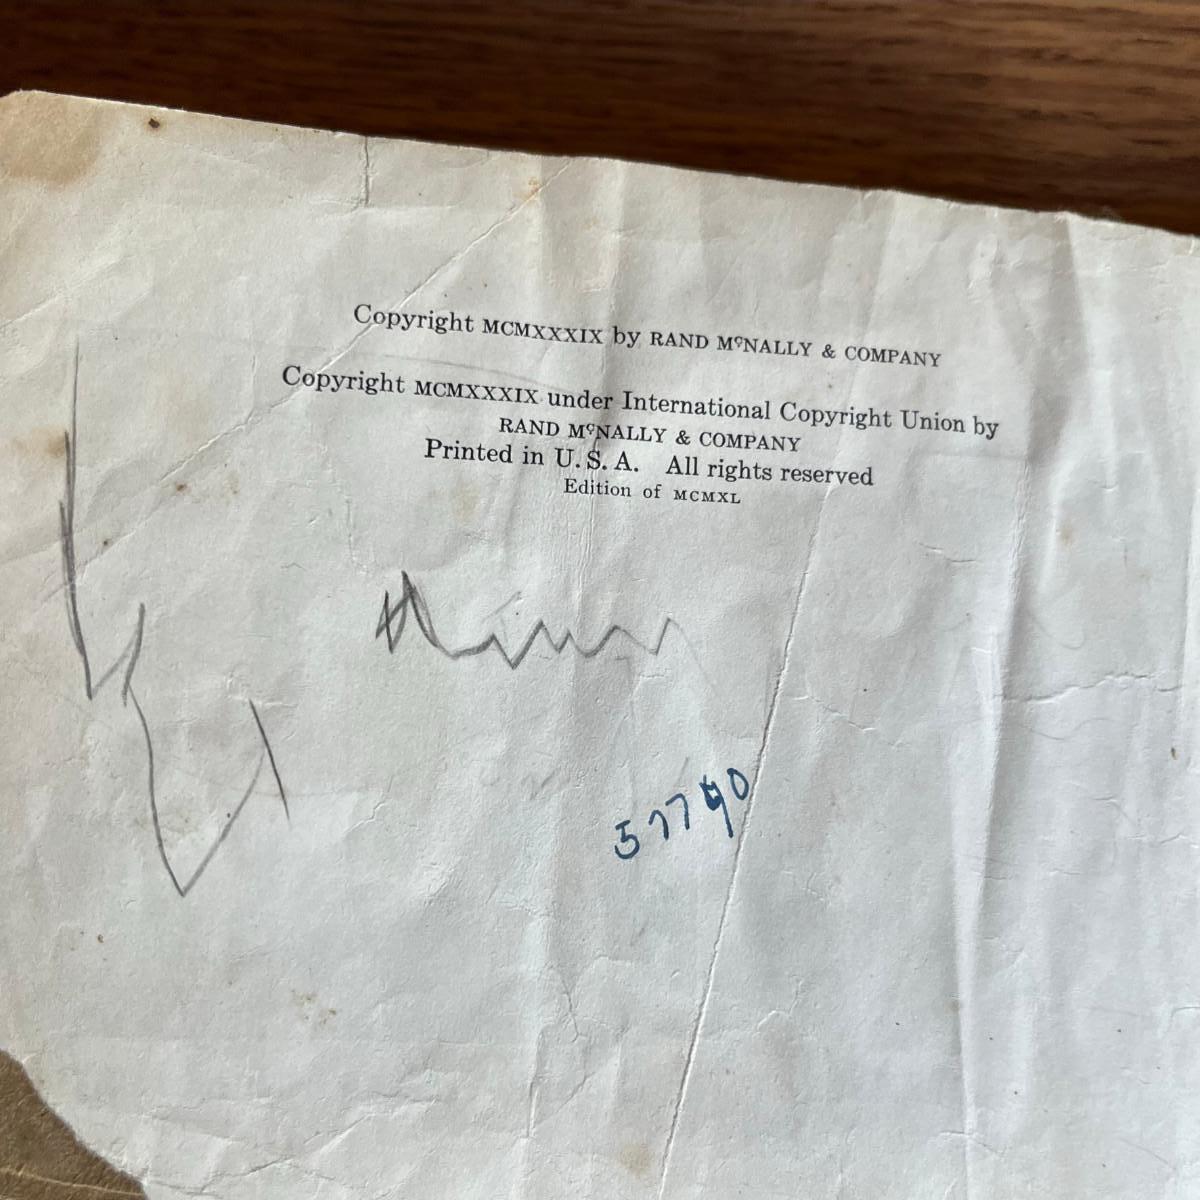 Copyright MCMXXXIX by RAND MᶜNALLY & COMPANY
Copyright MCMXXXIX under International Copyright Union by
RAND MᶜNALLY & COMPANY
Printed in U. S. A. All rights reserved
Edition of MCMXL